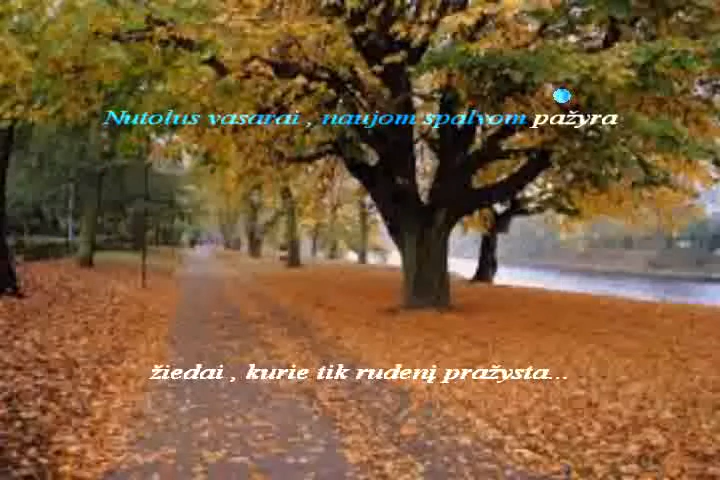 Nutolus vasarai , naujom spalvom pažyra
žiedai , kurie tik rudenį pražysta...